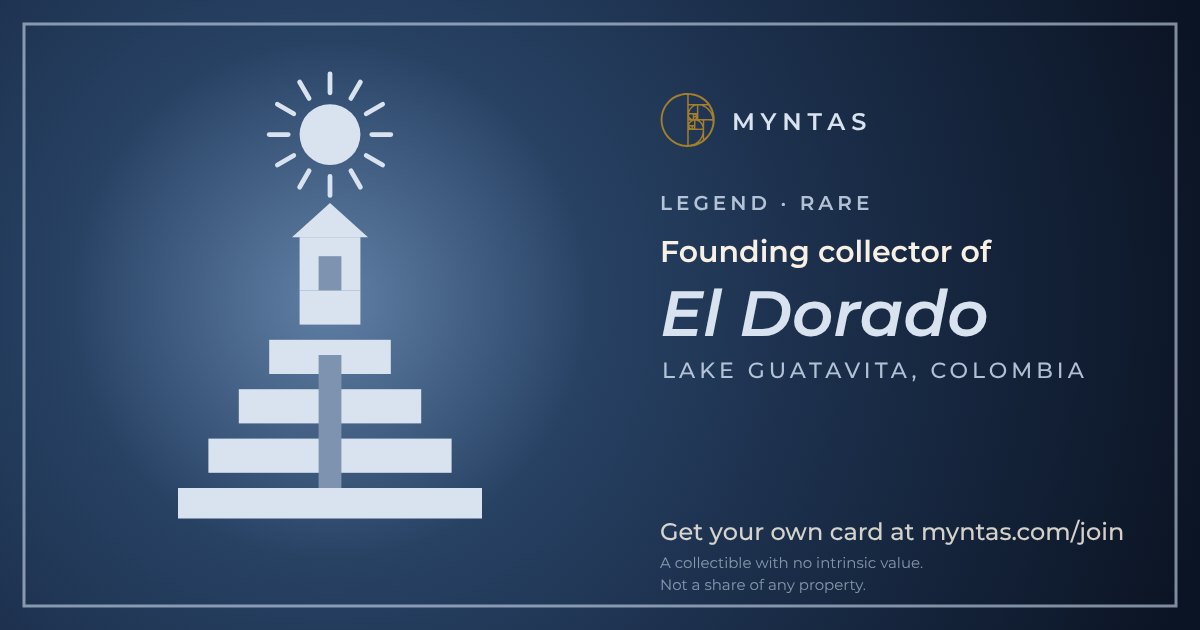 MYNTAS
LEGEND · RARE
Founding collector of
El Dorado
LAKE GUATAVITA, COLOMBIA
Get your own card at myntas.com/join
A collectible with no intrinsic value.
Not a share of any property.